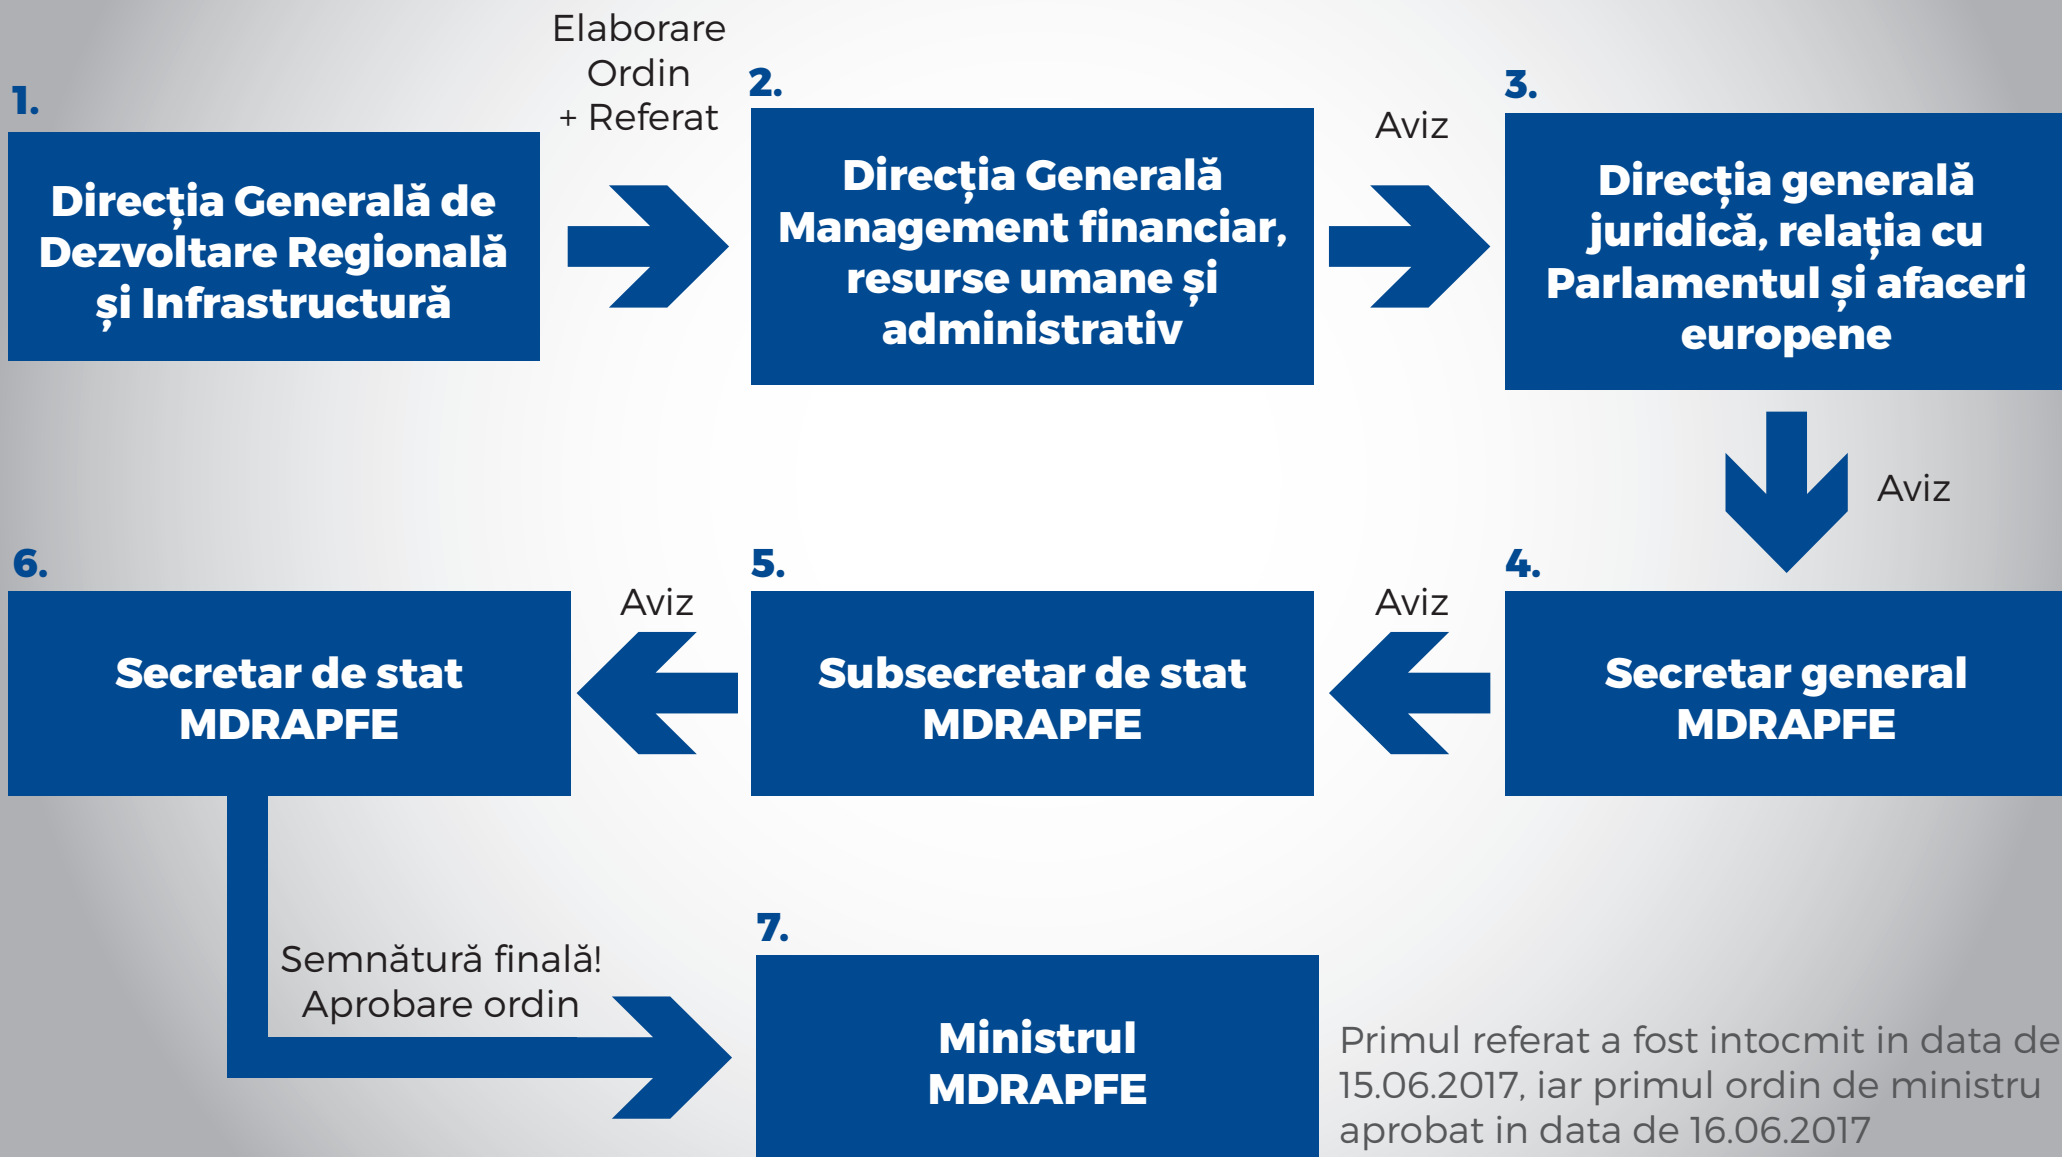 1.
Direcția Generală de
Dezvoltare Regională
și Infrastructură
Elaborare
Ordin
+ Referat
2.
Direcția Generală
Management financiar,
resurse umane și
administrativ
Aviz
3.
Direcția generală
juridică, relația cu
Parlamentul și afaceri
europene
Aviz
4.
Secretar general
MDRAPFE
Aviz
5.
Subsecretar de stat
MDRAPFE
Aviz
6.
Secretar de stat
MDRAPFE
Semnătură finală!
Aprobare ordin
7.
Ministrul
MDRAPFE
Primul referat a fost intocmit in data de
15.06.2017, iar primul ordin de ministru
aprobat in data de 16.06.2017